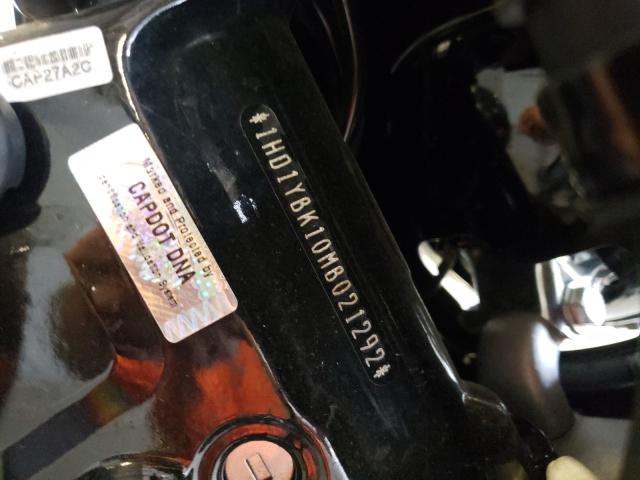 CAP27A2C
Marked and Protected by
CAPDOT DNA
*1HD1YBK10MB021292*